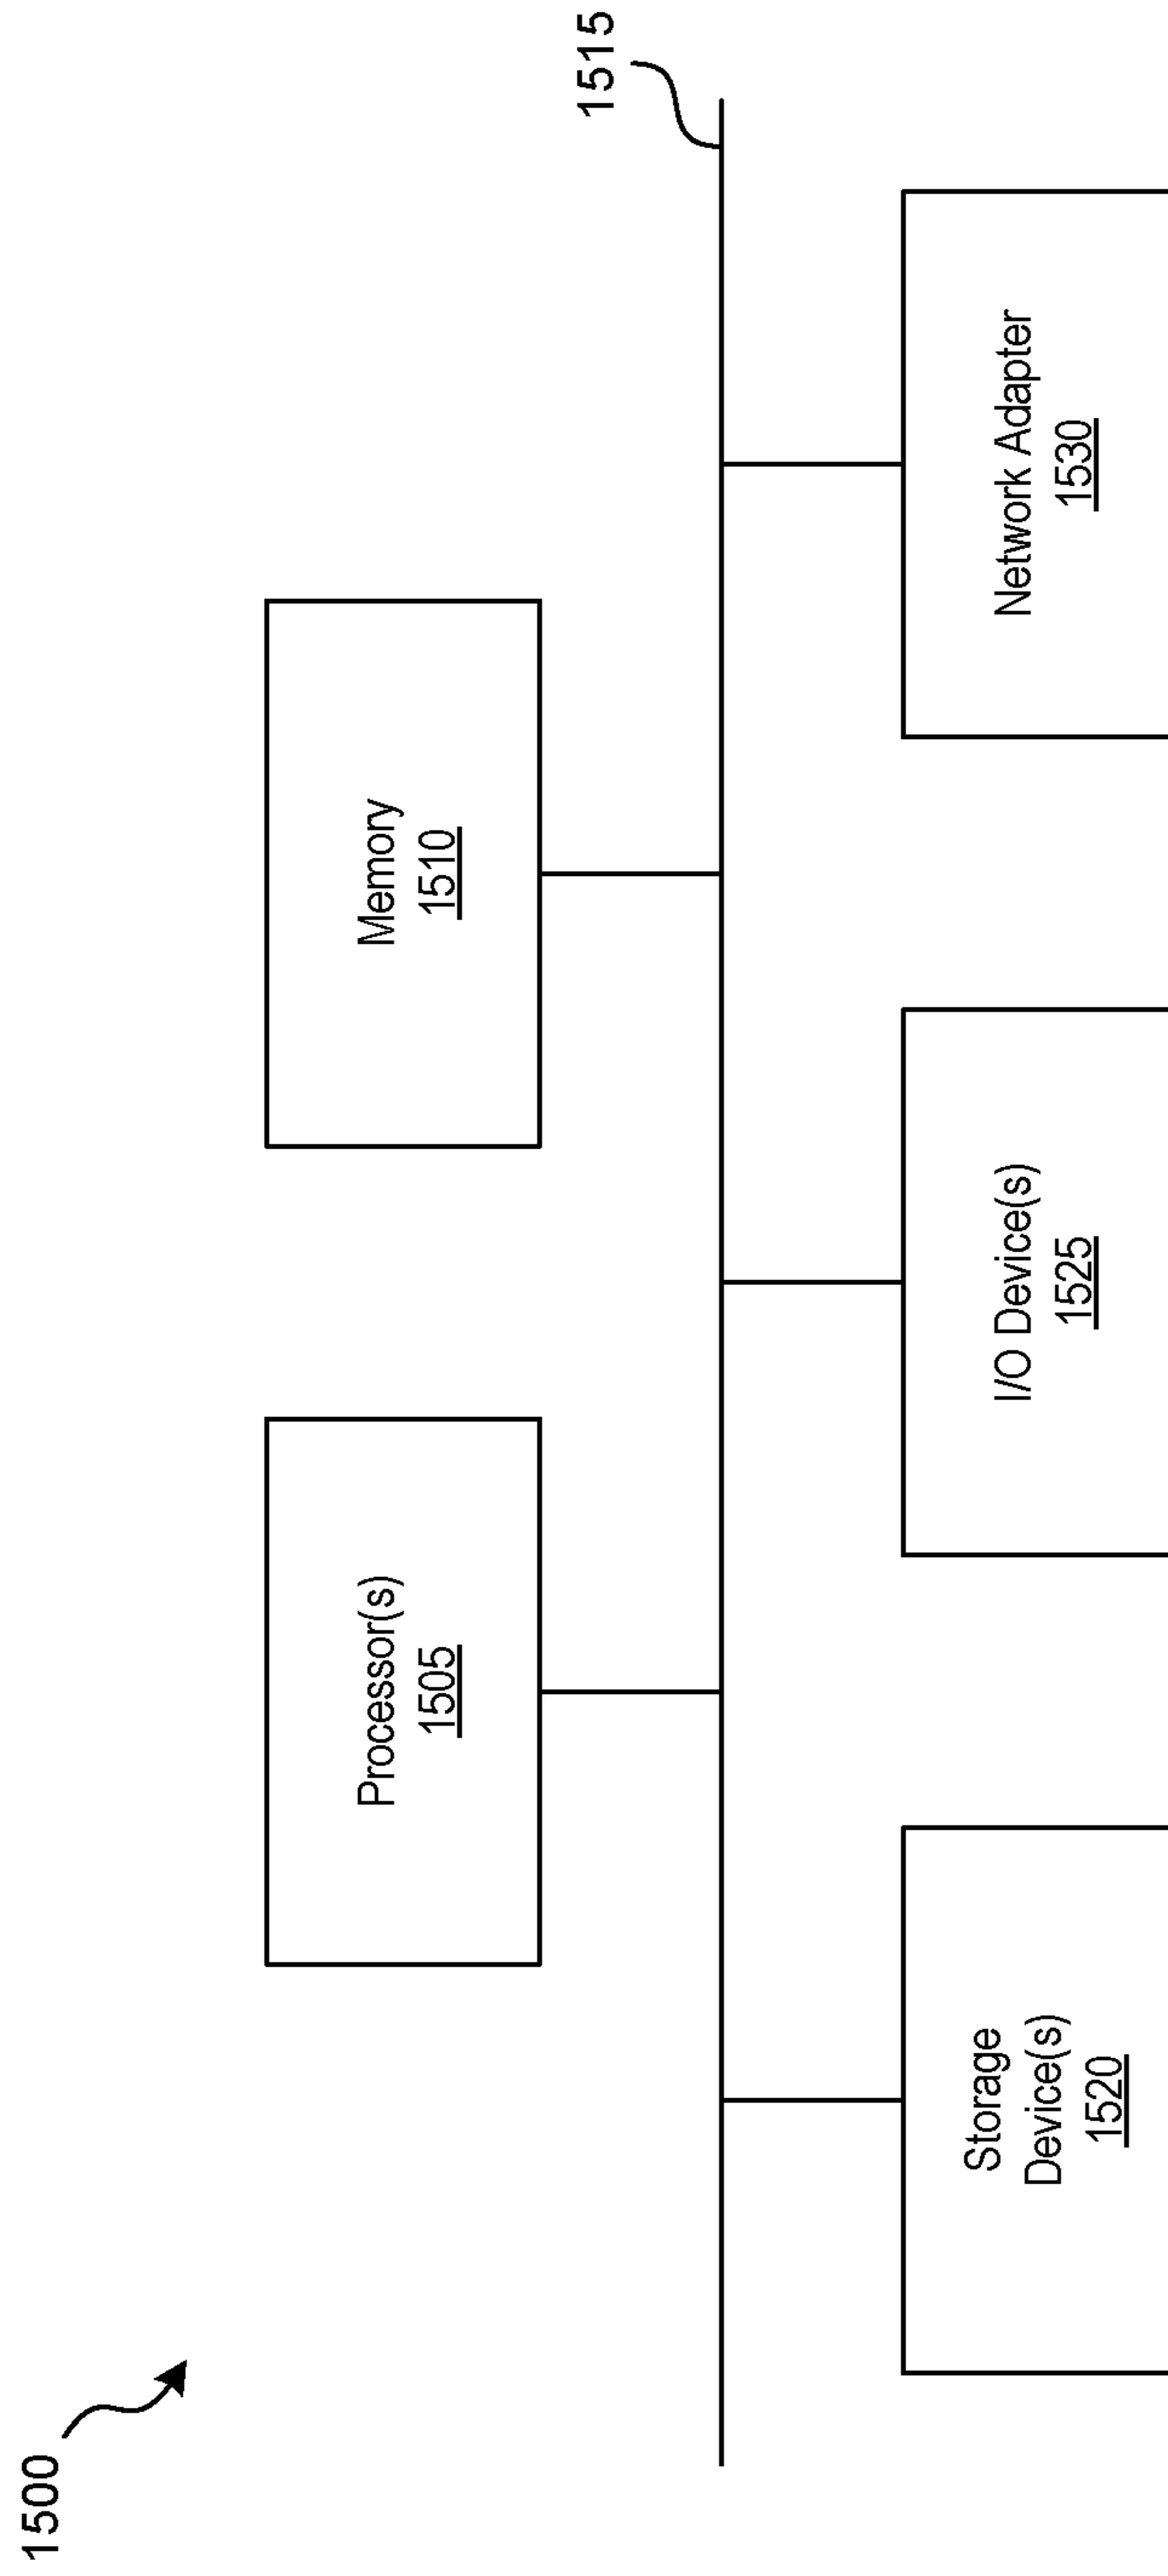 1500
Processor(s)
1505
Memory
1510
1515
Storage
Device(s)
1520
I/O Device(s)
1525
Network Adapter
1530